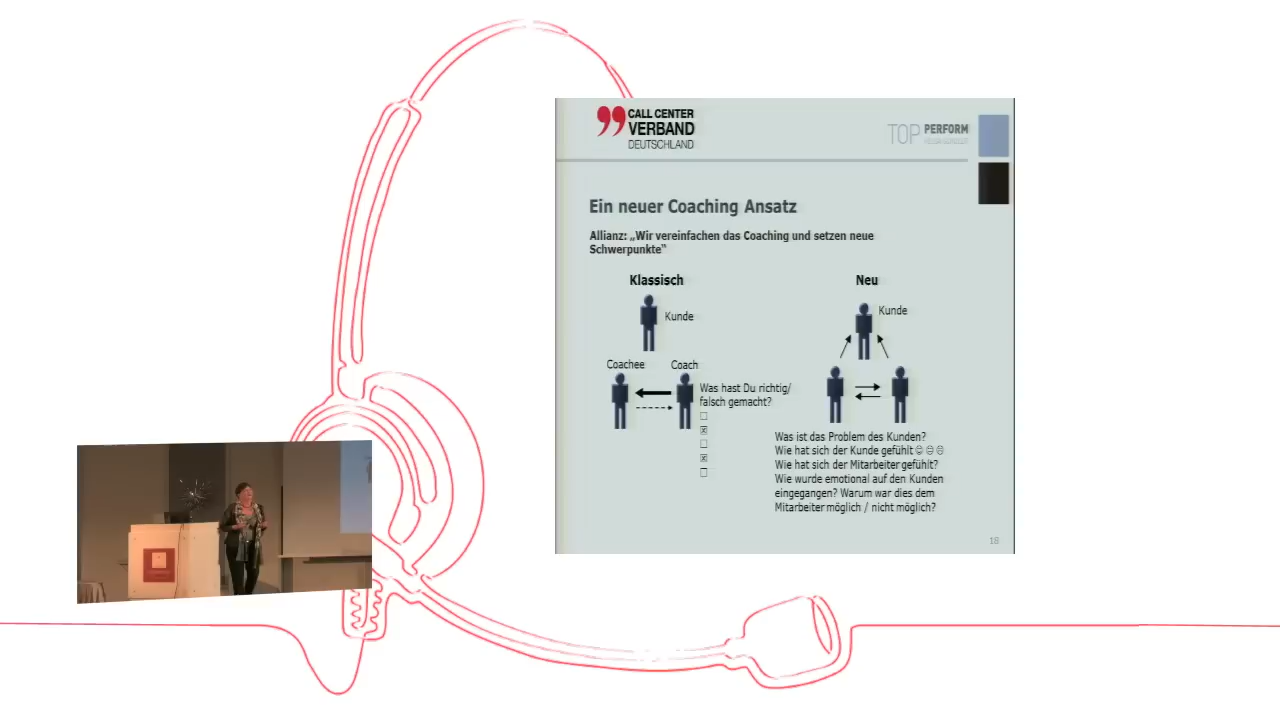 CALL CENTER
VERBAND
DEUTSCHLAND
TOP PERFORM
Ein neuer Coaching Ansatz
Allianz: „Wir vereinfachen das Coaching und setzen neue
Schwerpunkte“
Klassisch
Kunde
Coachee Coach
Was hast Du richtig/
falsch gemacht?
☐
☒
☐
☒
☐
Neu
Kunde
Was ist das Problem des Kunden?
Wie hat sich der Kunde gefühlt ☺ 😐 ☹
Wie hat sich der Mitarbeiter gefühlt?
Wie wurde emotional auf den Kunden
eingegangen? Warum war dies dem
Mitarbeiter möglich / nicht möglich?
18